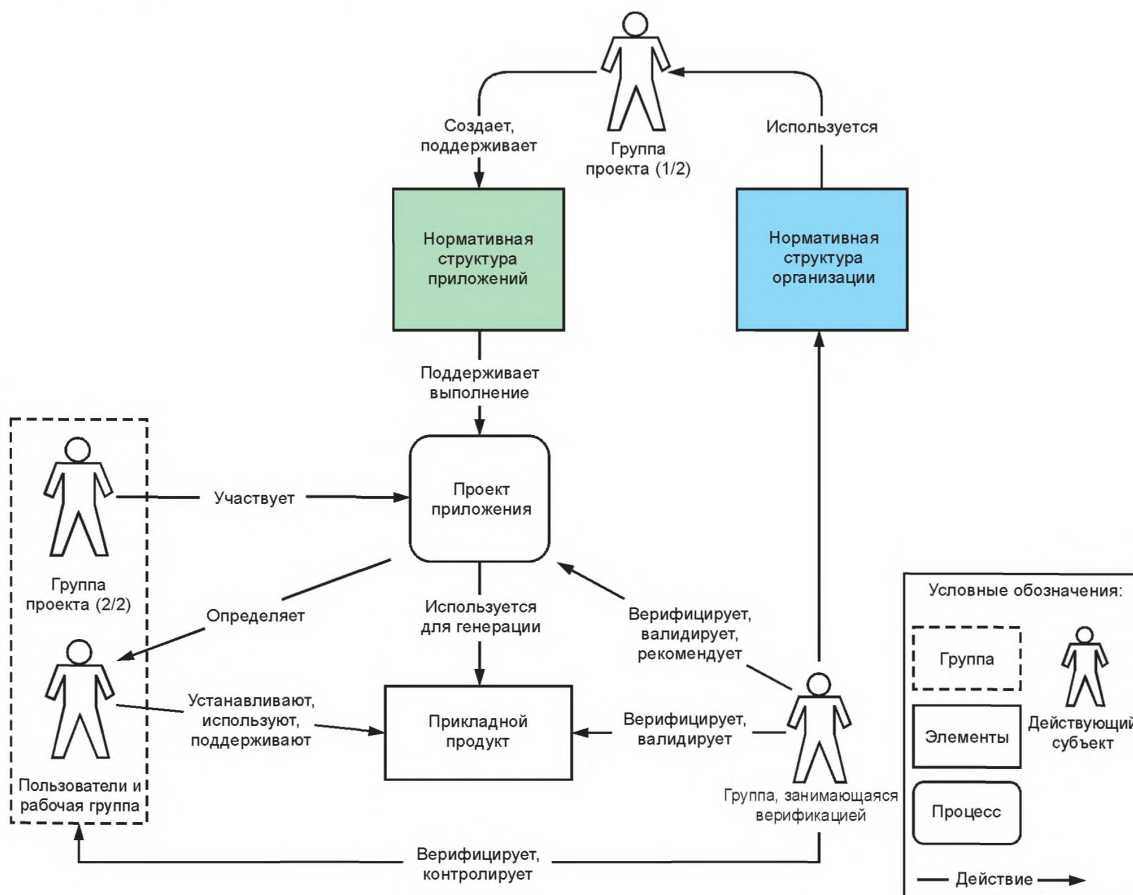 Создает,
поддерживает
Группа
проекта (1/2)
Используется
Нормативная
структура
приложений
Нормативная
структура
организации
Поддерживает
выполнение
Участвует
Проект
приложения
Группа
проекта (2/2)
Определяет
Используется
для генерации
Верифицирует,
валидирует,
рекомендует
Устанавливают,
используют,
поддерживают
Прикладной
продукт
Верифицирует,
валидирует
Пользователи и
рабочая группа
Группа, занимающаяся
верификацией
Верифицирует,
контролирует
Условные обозначения:
Группа
Действующий
субъект
Элементы
Процесс
Действие